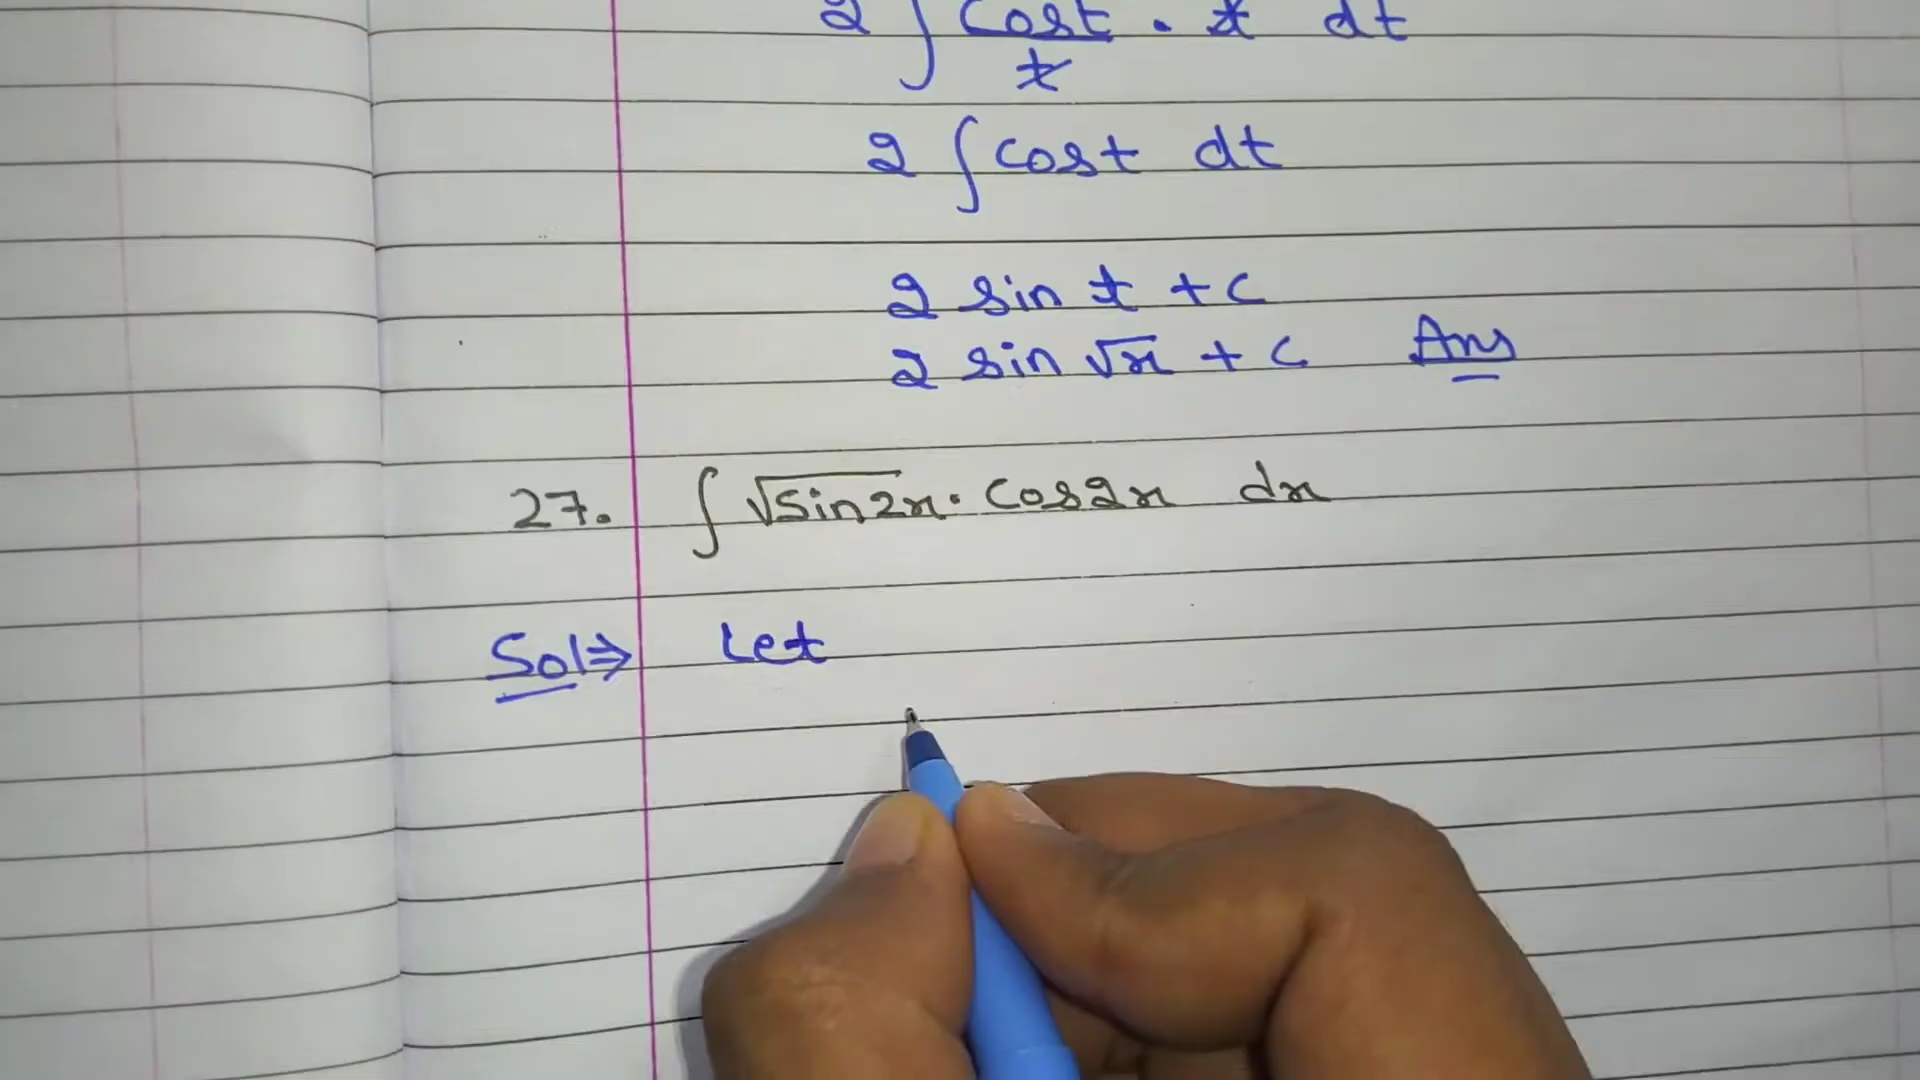 2 ∫ cost/t · t dt
2 ∫ cost dt
2 sin t + c
2 sin √x + c Ans
27. ∫ √sin2x · cos2x dx
Sol⇒ Let